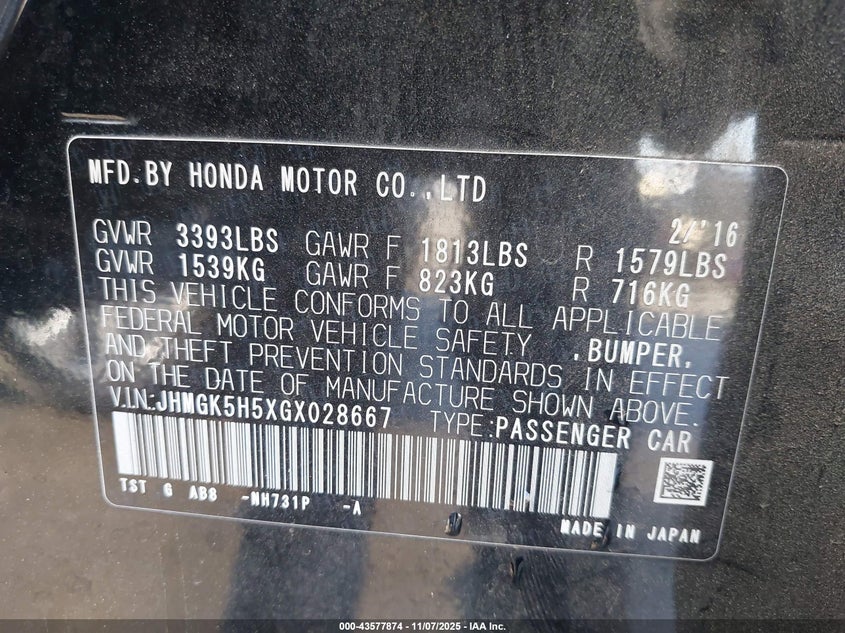 MFD.BY HONDA MOTOR CO.,LTD
2/'16
GVWR 3393LBS GAWR F 1813LBS R 1579LBS
GVWR 1539KG GAWR F 823KG R 716KG
THIS VEHICLE CONFORMS TO ALL APPLICABLE
FEDERAL MOTOR VEHICLE SAFETY ,BUMPER,
AND THEFT PREVENTION STANDARDS IN EFFECT
ON THE DATE OF MANUFACTURE SHOWN ABOVE.
V.I.N:JHMGK5H5XGX028667 TYPE:PASSENGER CAR
TST G AB8 -NH731P -A
MADE IN JAPAN
000-43577874 | 11/07/2025 - IAA Inc.